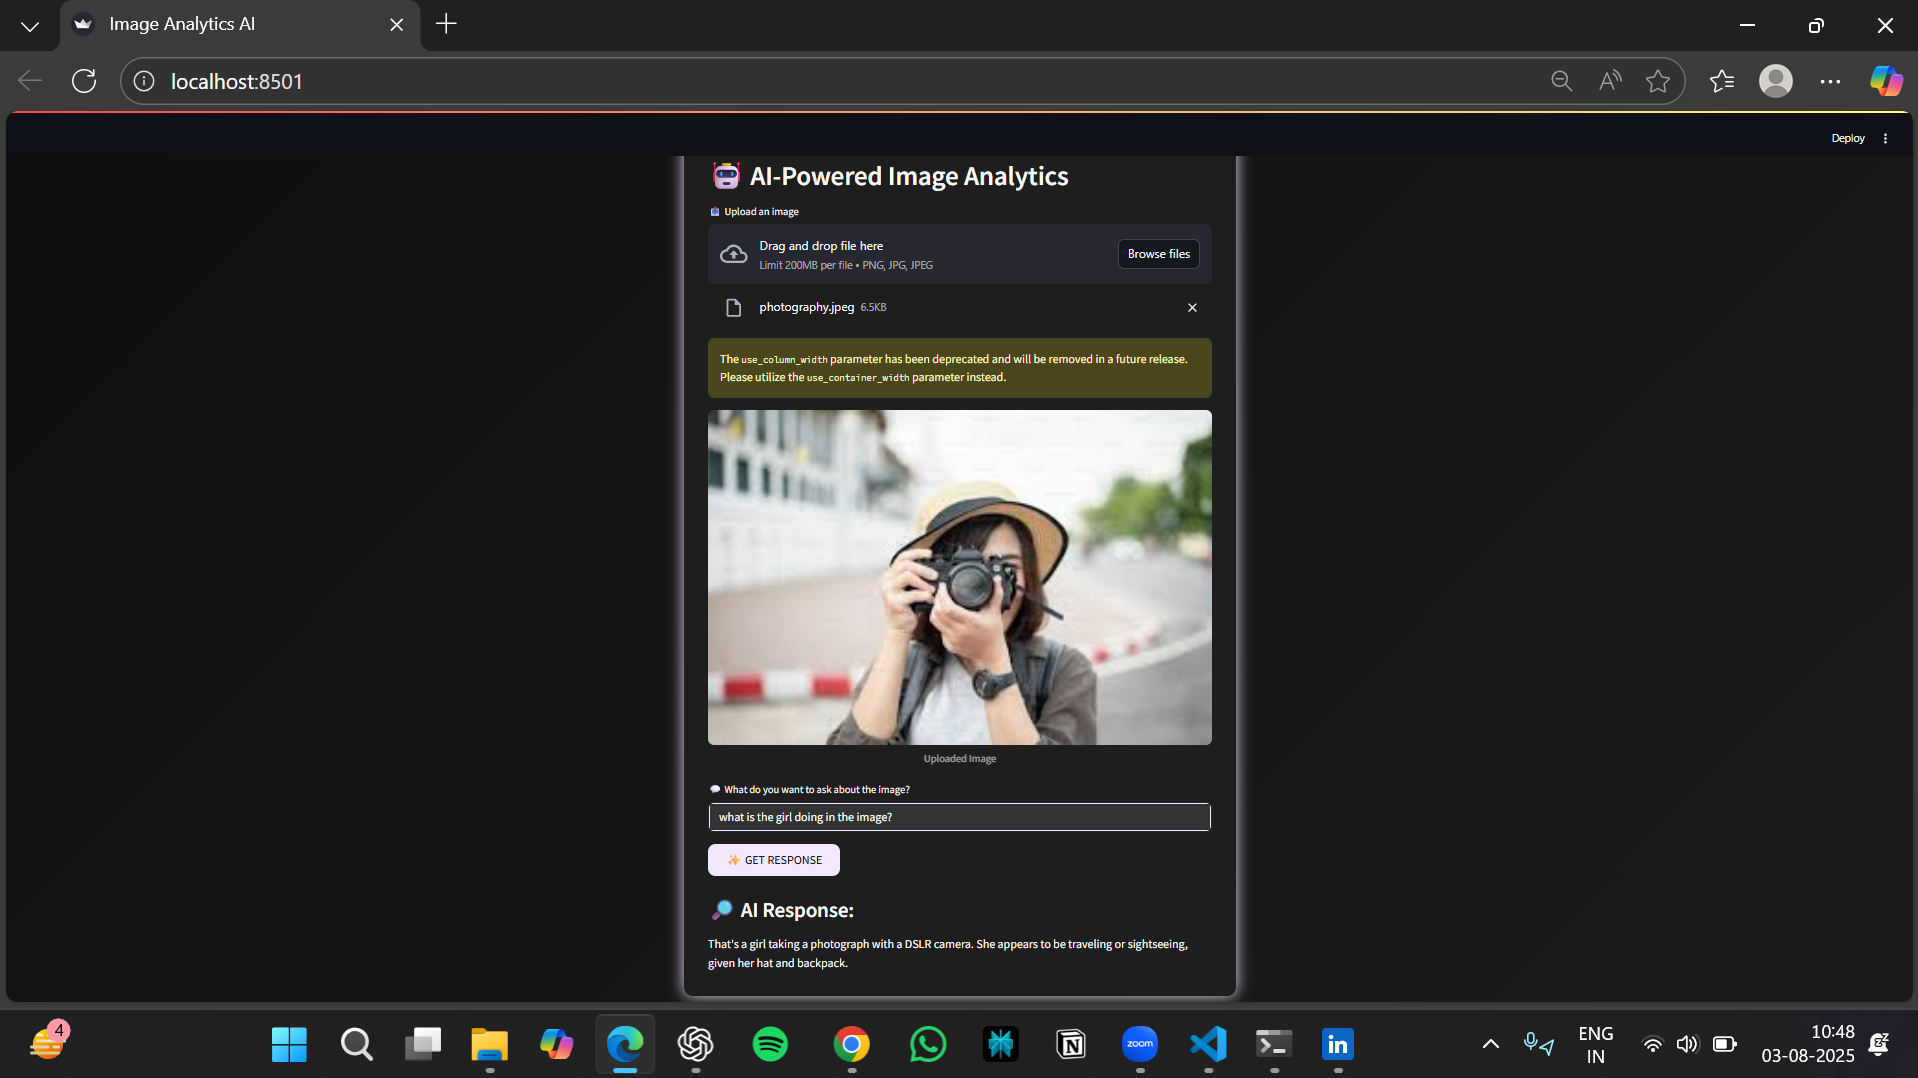 Image Analytics AI
localhost:8501
Deploy
AI-Powered Image Analytics
Upload an image
Drag and drop file here
Limit 200MB per file • PNG, JPG, JPEG
Browse files
photography.jpeg 6.5KB
The use_column_width parameter has been deprecated and will be removed in a future release.
Please utilize the use_container_width parameter instead.
Uploaded Image
What do you want to ask about the image?
what is the girl doing in the image?
GET RESPONSE
AI Response:
That's a girl taking a photograph with a DSLR camera. She appears to be traveling or sightseeing,
given her hat and backpack.
4
zoom
in
ENG
IN
10:48
03-08-2025